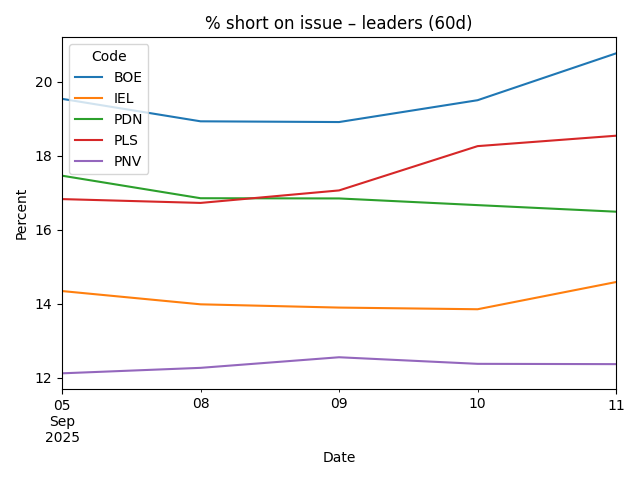 % short on issue – leaders (60d)
Code
BOE
IEL
PDN
PLS
PNV
Percent
20
18
16
14
12
05
Sep
2025
08
09
10
11
Date